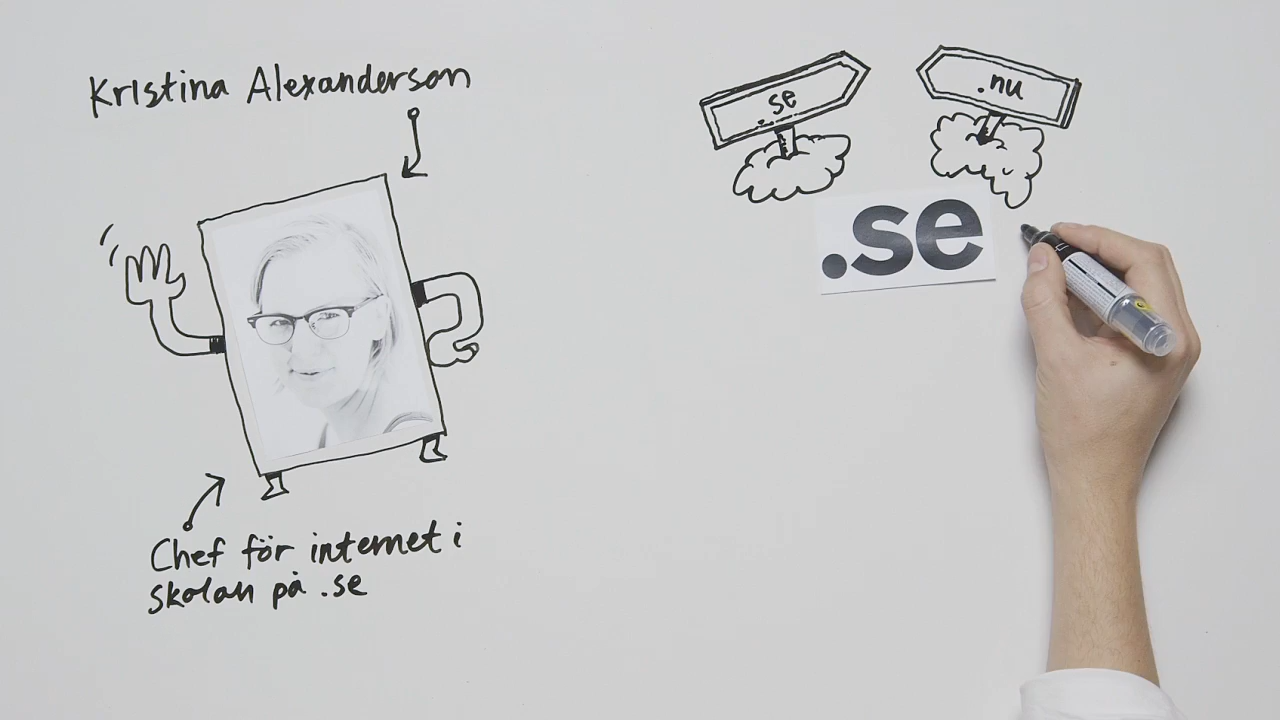 Kristina Alexanderson
Chef för internet i
skolan på .se
.se
.nu
.se